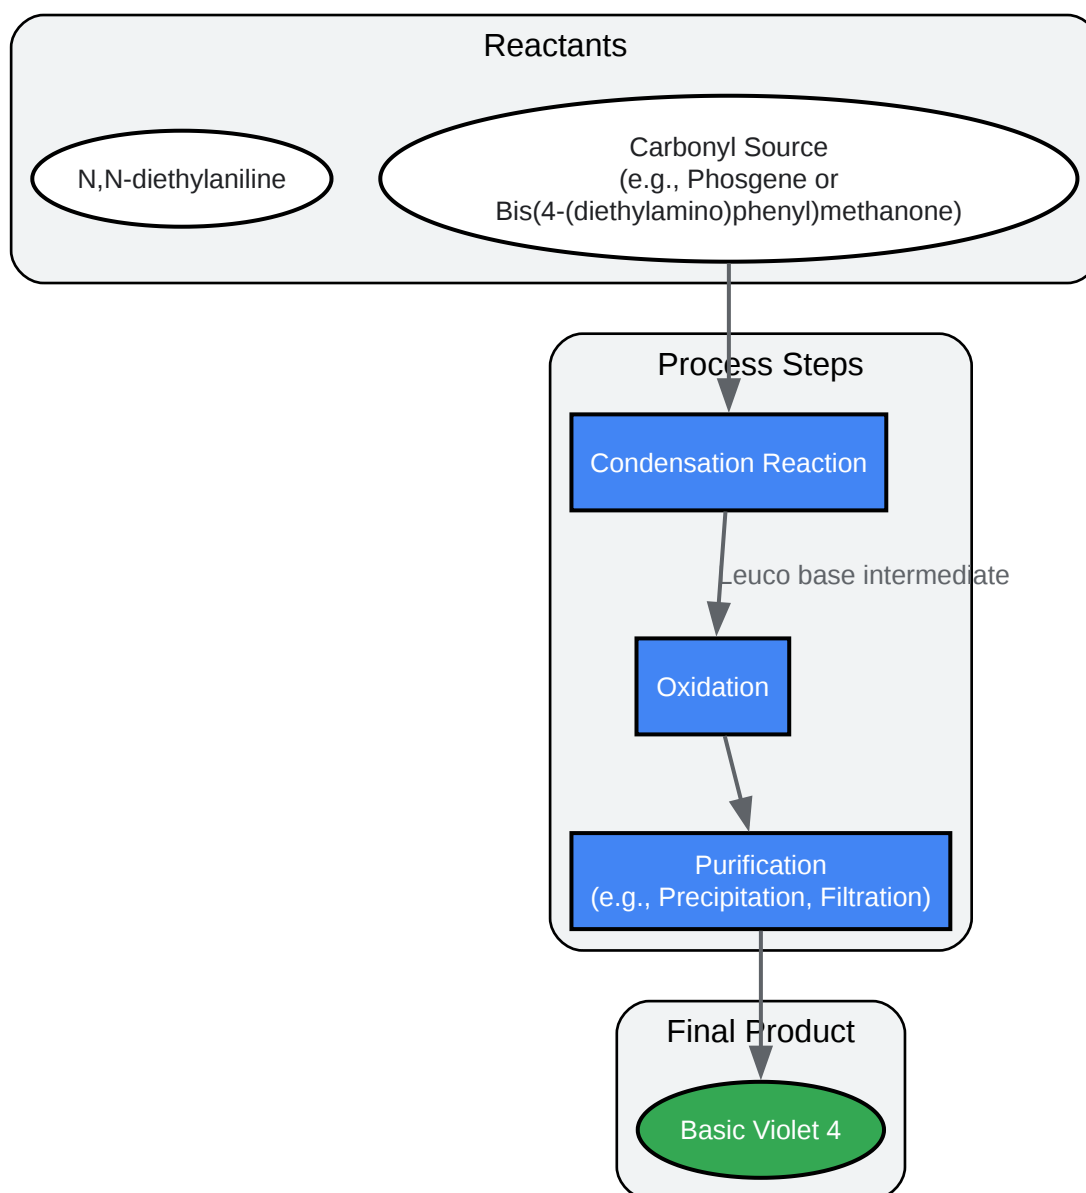 Reactants
N,N-diethylaniline
Carbonyl Source
(e.g., Phosgene or
Bis(4-(diethylamino)phenyl)methanone)
Process Steps
Condensation Reaction
Leuco base intermediate
Oxidation
Purification
(e.g., Precipitation, Filtration)
Final Product
Basic Violet 4